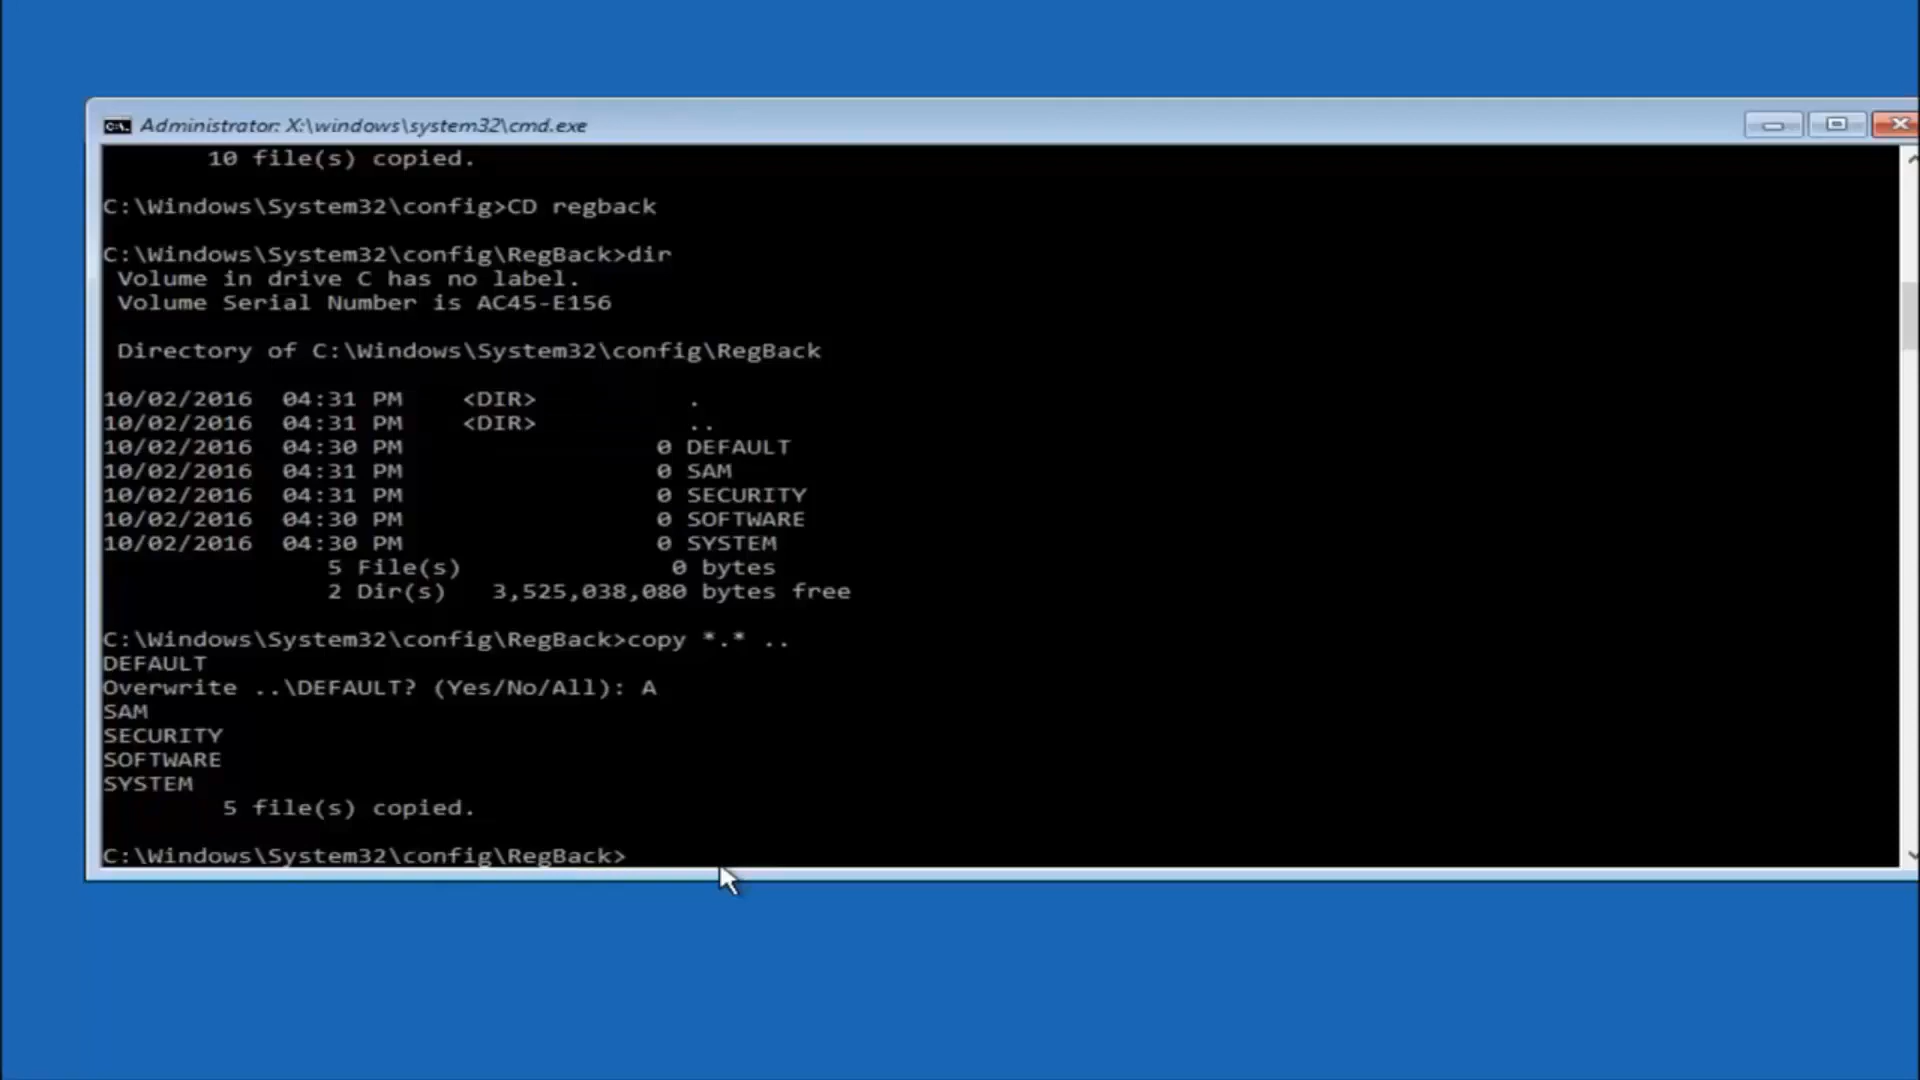 Administrator: X:\windows\system32\cmd.exe
10 file(s) copied.
C:\Windows\System32\config>CD regback
C:\Windows\System32\config\RegBack>dir
Volume in drive C has no label.
Volume Serial Number is AC45-E156
Directory of C:\Windows\System32\config\RegBack
10/02/2016  04:31 PM    <DIR>          .
10/02/2016  04:31 PM    <DIR>          ..
10/02/2016  04:30 PM                 0 DEFAULT
10/02/2016  04:31 PM                 0 SAM
10/02/2016  04:31 PM                 0 SECURITY
10/02/2016  04:30 PM                 0 SOFTWARE
10/02/2016  04:30 PM                 0 SYSTEM
5 File(s)              0 bytes
2 Dir(s)   3,525,038,080 bytes free
C:\Windows\System32\config\RegBack>copy *.* ..
DEFAULT
Overwrite ..\DEFAULT? (Yes/No/All): A
SAM
SECURITY
SOFTWARE
SYSTEM
5 file(s) copied.
C:\Windows\System32\config\RegBack>